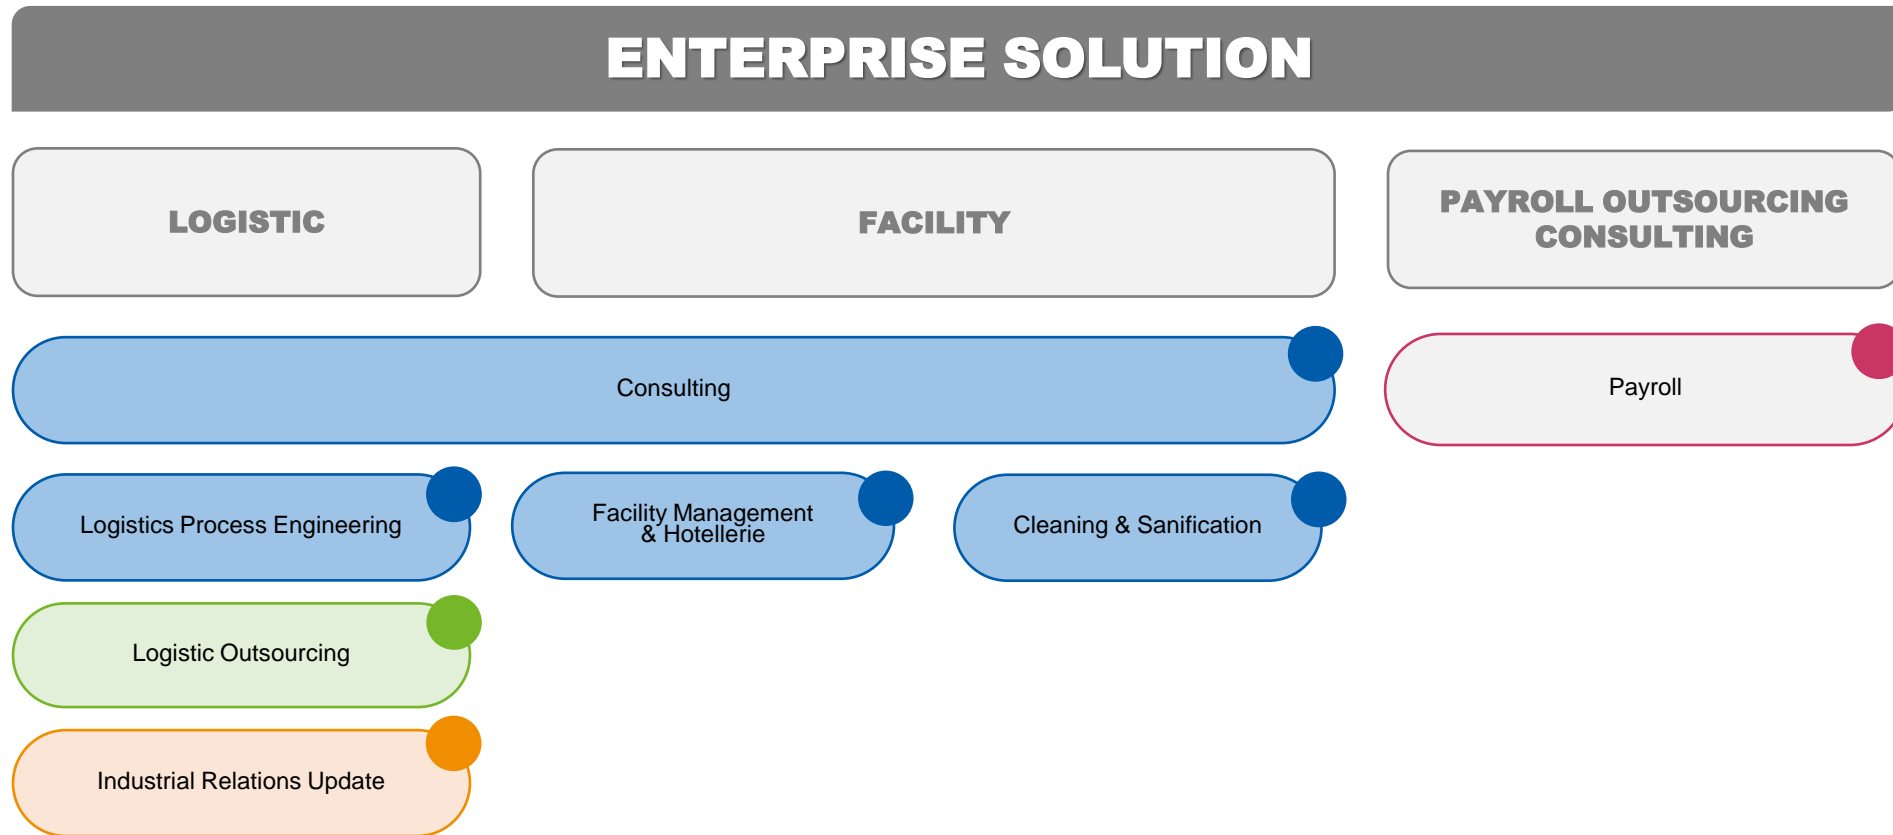 ENTERPRISE SOLUTION
LOGISTIC
FACILITY
PAYROLL OUTSOURCING
CONSULTING
Consulting
Payroll
Logistics Process Engineering
Facility Management
& Hotellerie
Cleaning & Sanification
Logistic Outsourcing
Industrial Relations Update